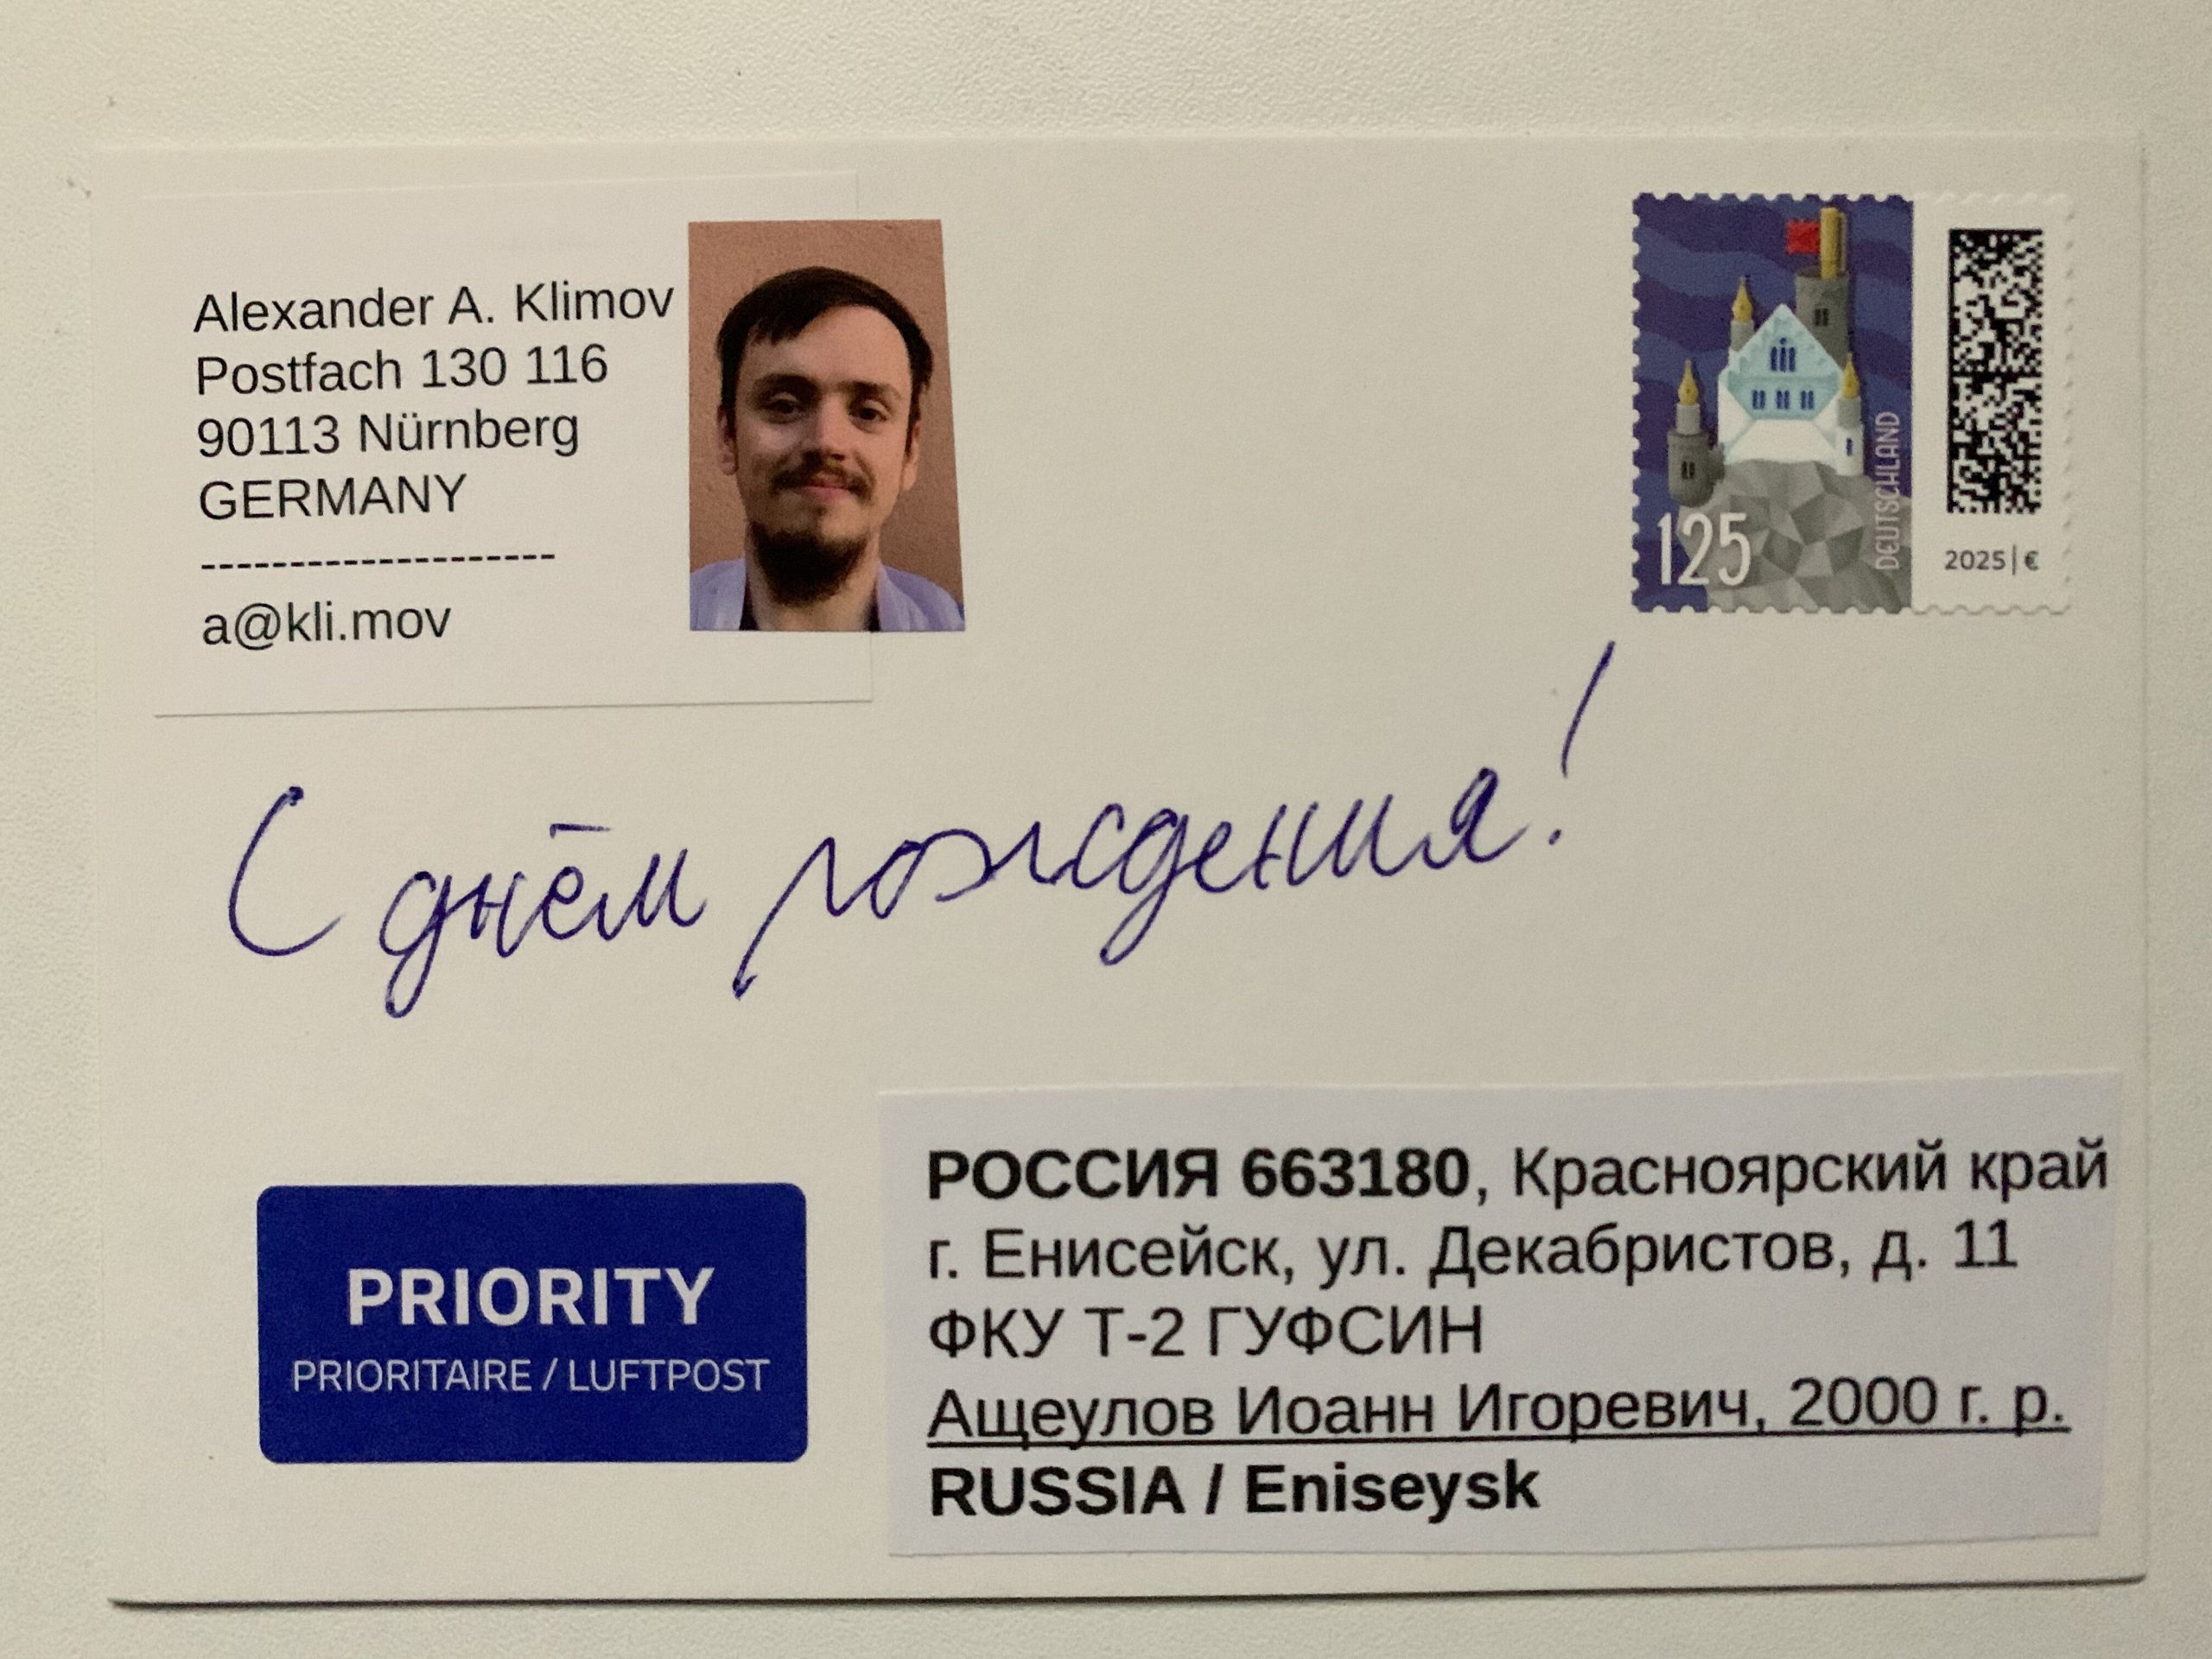 Alexander A. Klimov
Postfach 130 116
90113 Nürnberg
GERMANY
--------------------
a@kli.mov
125
DEUTSCHLAND
2025|€
С днём рождения!
PRIORITY
PRIORITAIRE / LUFTPOST
РОССИЯ 663180, Красноярский край
г. Енисейск, ул. Декабристов, д. 11
ФКУ Т-2 ГУФСИН
Ащеулов Иоанн Игоревич, 2000 г. р.
RUSSIA / Eniseysk